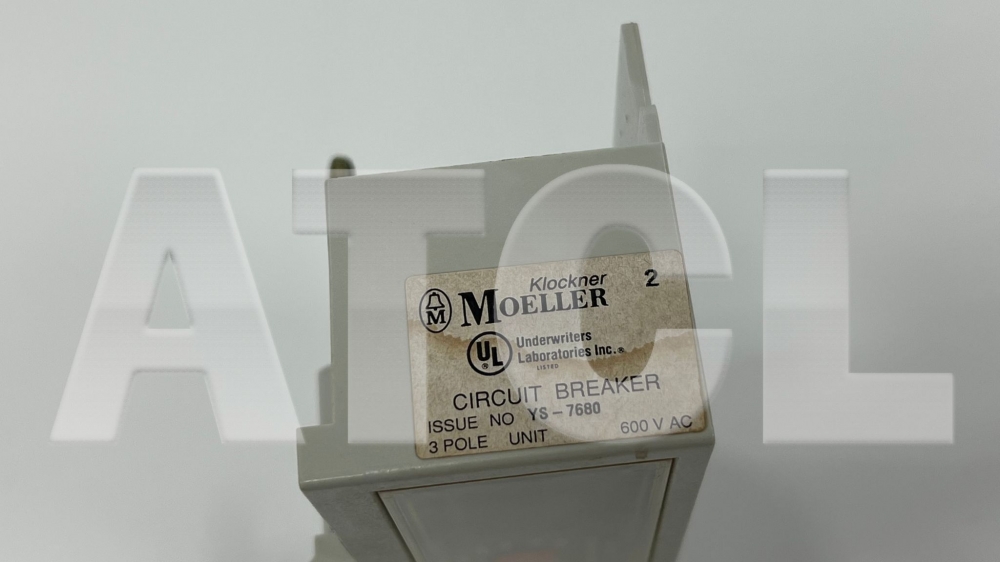 Klockner 2
M MOELLER
UL Underwriters
® Laboratories Inc.®
LISTED
CIRCUIT BREAKER
ISSUE NO YS-7680
3 POLE UNIT 600 V AC
ATCL